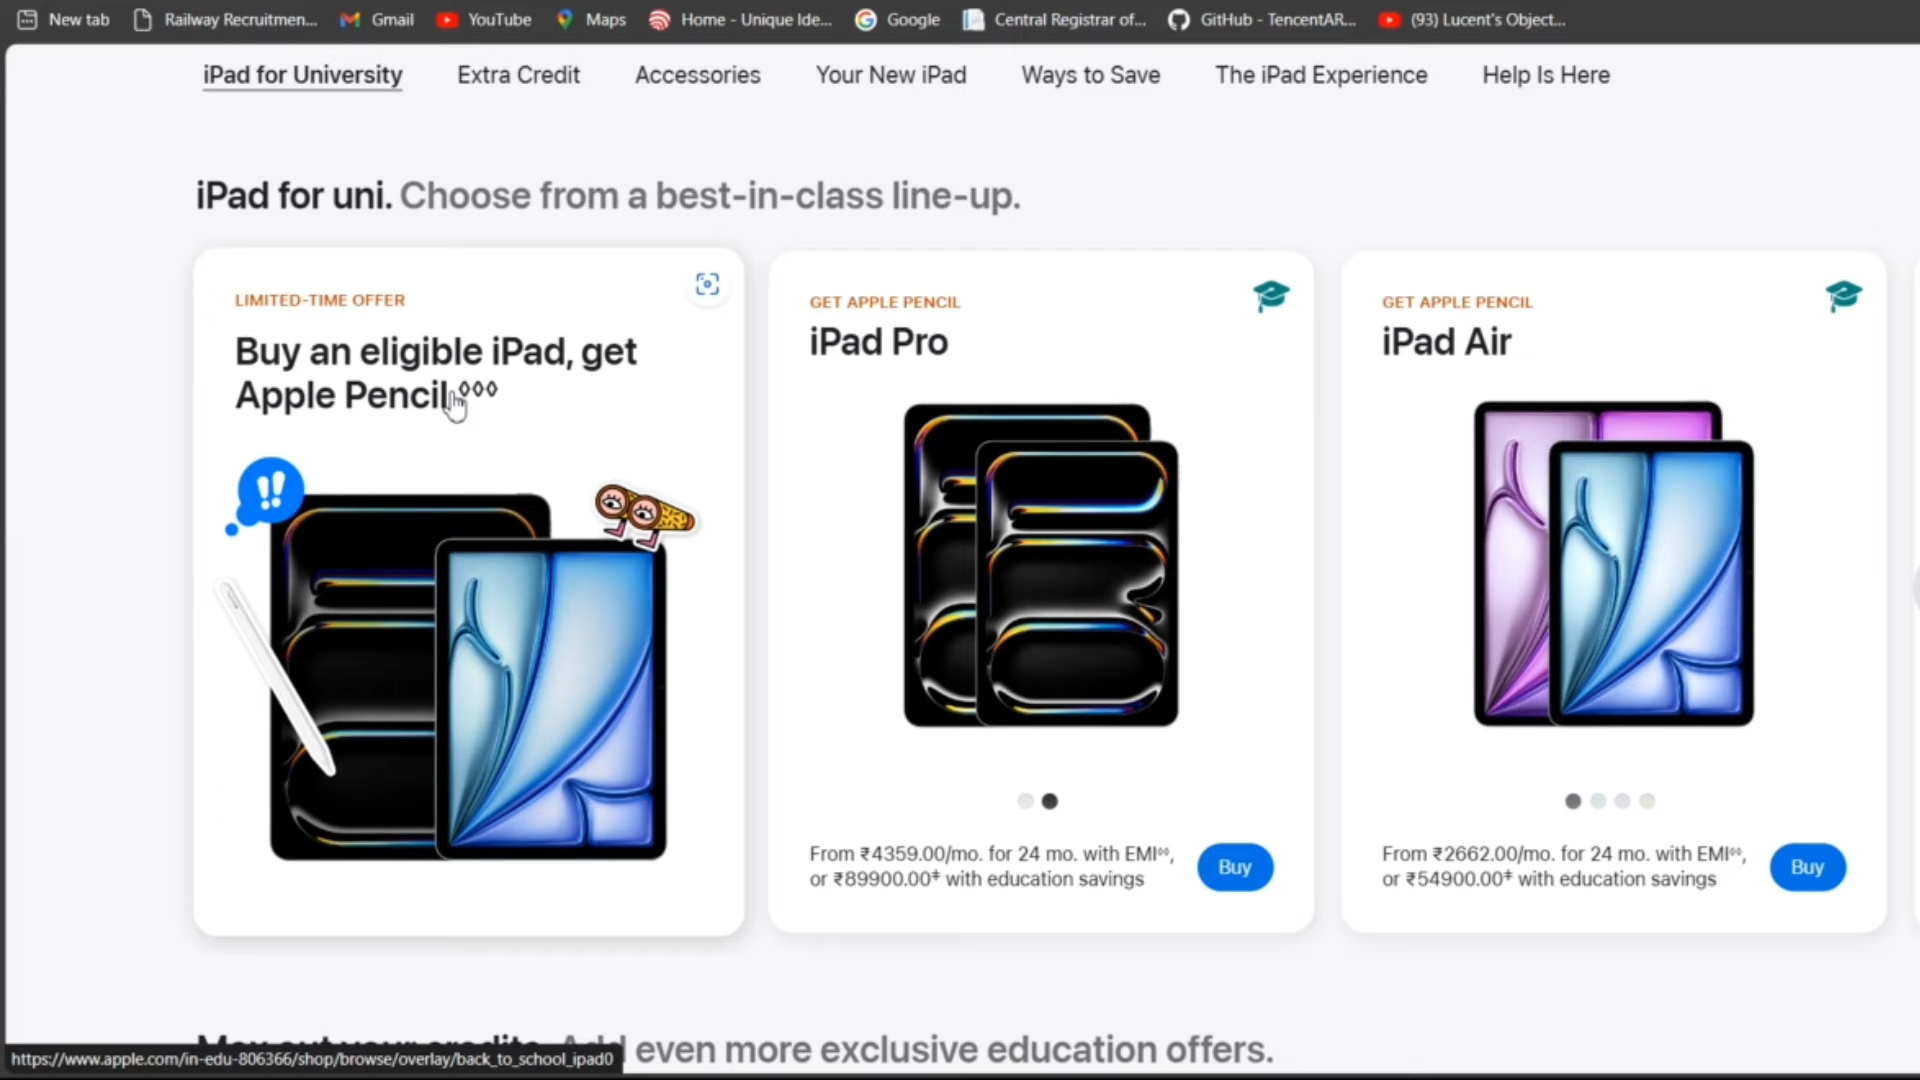 New tab
Railway Recruitmen...
Gmail
YouTube
Maps
Home - Unique Ide...
Google
Central Registrar of...
GitHub - TencentAR...
(93) Lucent's Object...
iPad for University
Extra Credit
Accessories
Your New iPad
Ways to Save
The iPad Experience
Help Is Here
iPad for uni. Choose from a best-in-class line-up.
LIMITED-TIME OFFER
Buy an eligible iPad, get
Apple Pencil◊◊◊
GET APPLE PENCIL
iPad Pro
From ₹4359.00/mo. for 24 mo. with EMI◊◊,
or ₹89900.00‡ with education savings
Buy
GET APPLE PENCIL
iPad Air
From ₹2662.00/mo. for 24 mo. with EMI◊◊,
or ₹54900.00‡ with education savings
Buy
Max out your credits. Add even more exclusive education offers.
https://www.apple.com/in-edu-806366/shop/browse/overlay/back_to_school_ipad0